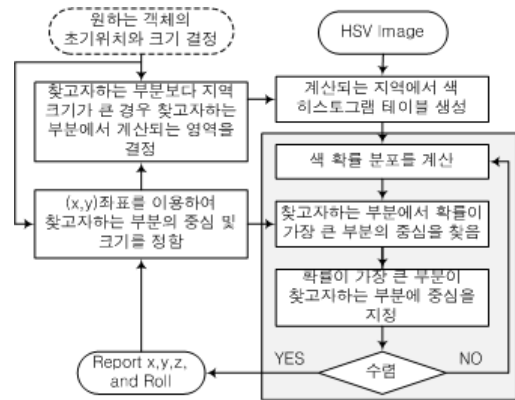 원하는 객체의
초기위치와 크기 결정
HSV Image
찾고자하는 부분보다 지역
크기가 큰 경우 찾고자하는
부분에서 계산되는 영역을
결정
계산되는 지역에서 색
히스토그램 테이블 생성
색 확률 분포를 계산
(x,y)좌표를 이용하여
찾고자하는 부분의 중심 및
크기를 정함
찾고자하는 부분에서 확률이
가장 큰 부분의 중심을 찾음
확률이 가장 큰 부분이
찾고자하는 부분에 중심을
지정
Report x,y,z,
and Roll
YES
수렴
NO